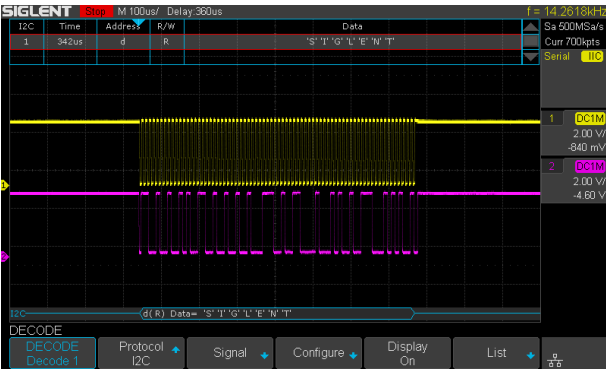 SIGLENT Stop M 100us/ Delay:360us f = 14.2618kHz
I2C Time Address R/W Data Sa 500MSa/s
1 342us d R 'S' 'I' 'G' 'L' 'E' 'N' 'T' Curr 700kpts
Serial IIC
1 DC1M
2.00 V/
-840 mV
2 DC1M
2.00 V/
-4.60 V
1
2
I2C (d( R) Data= 'S' 'I' 'G' 'L' 'E' 'N' 'T'
DECODE
DECODE Protocol Signal Configure Display List
Decode 1 I2C On